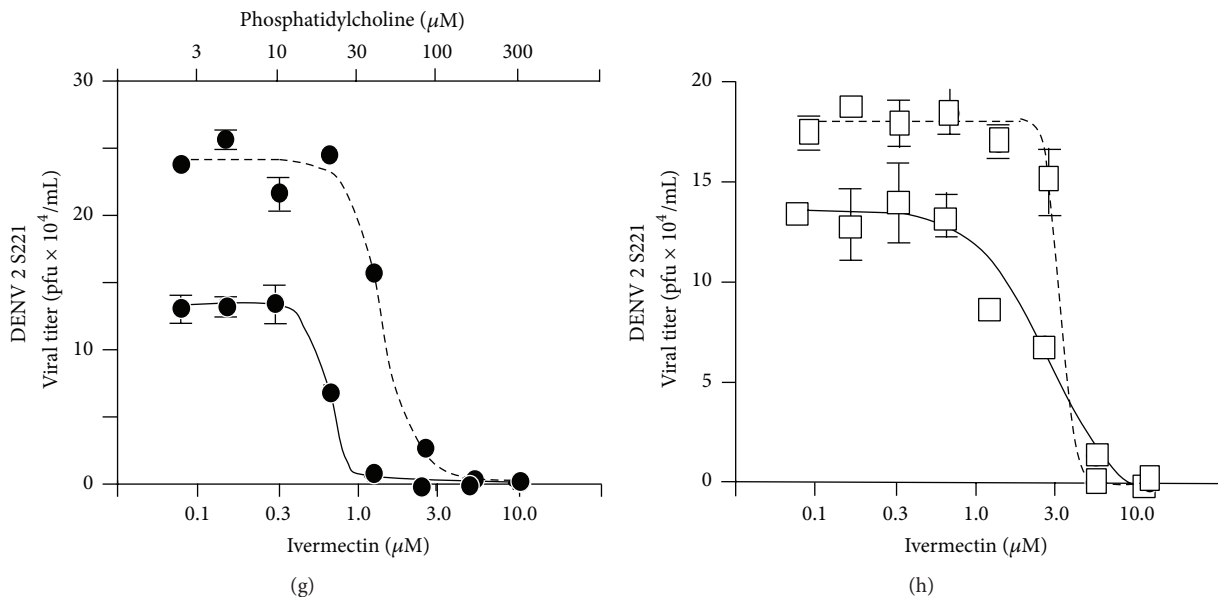 Phosphatidylcholine (μM)
3 10 30 100 300
30
20
10
0
DENV 2 S221
Viral titer (pfu × 10⁴/mL)
0.1 0.3 1.0 3.0 10.0
Ivermectin (μM)
(g)
20
15
10
5
0
DENV 2 S221
Viral titer (pfu × 10⁴/mL)
0.1 0.3 1.0 3.0 10.0
Ivermectin (μM)
(h)